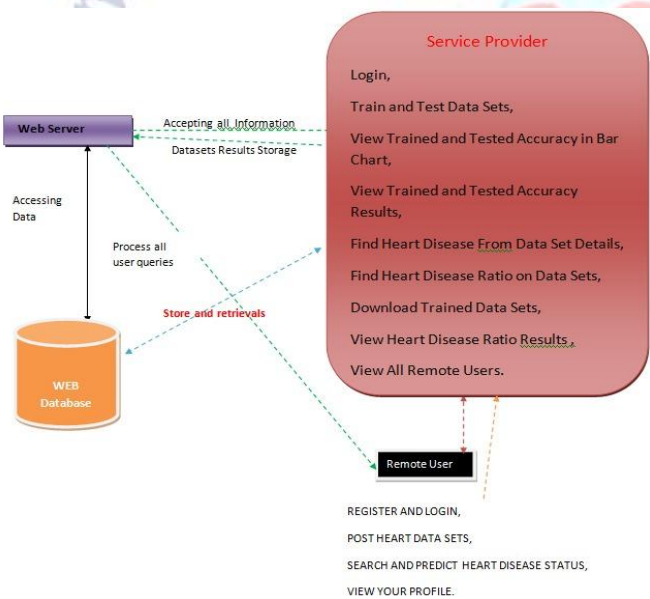 Service Provider
Login,
Train and Test Data Sets,
View Trained and Tested Accuracy in Bar
Chart,
View Trained and Tested Accuracy
Results,
Find Heart Disease From Data Set Details,
Find Heart Disease Ratio on Data Sets,
Download Trained Data Sets,
View Heart Disease Ratio Results ,
View All Remote Users.
Web Server
Accepting all Information
Datasets Results Storage
Accessing
Data
Process all
user queries
Store and retrievals
WEB
Database
Remote User
REGISTER AND LOGIN,
POST HEART DATA SETS,
SEARCH AND PREDICT HEART DISEASE STATUS,
VIEW YOUR PROFILE.